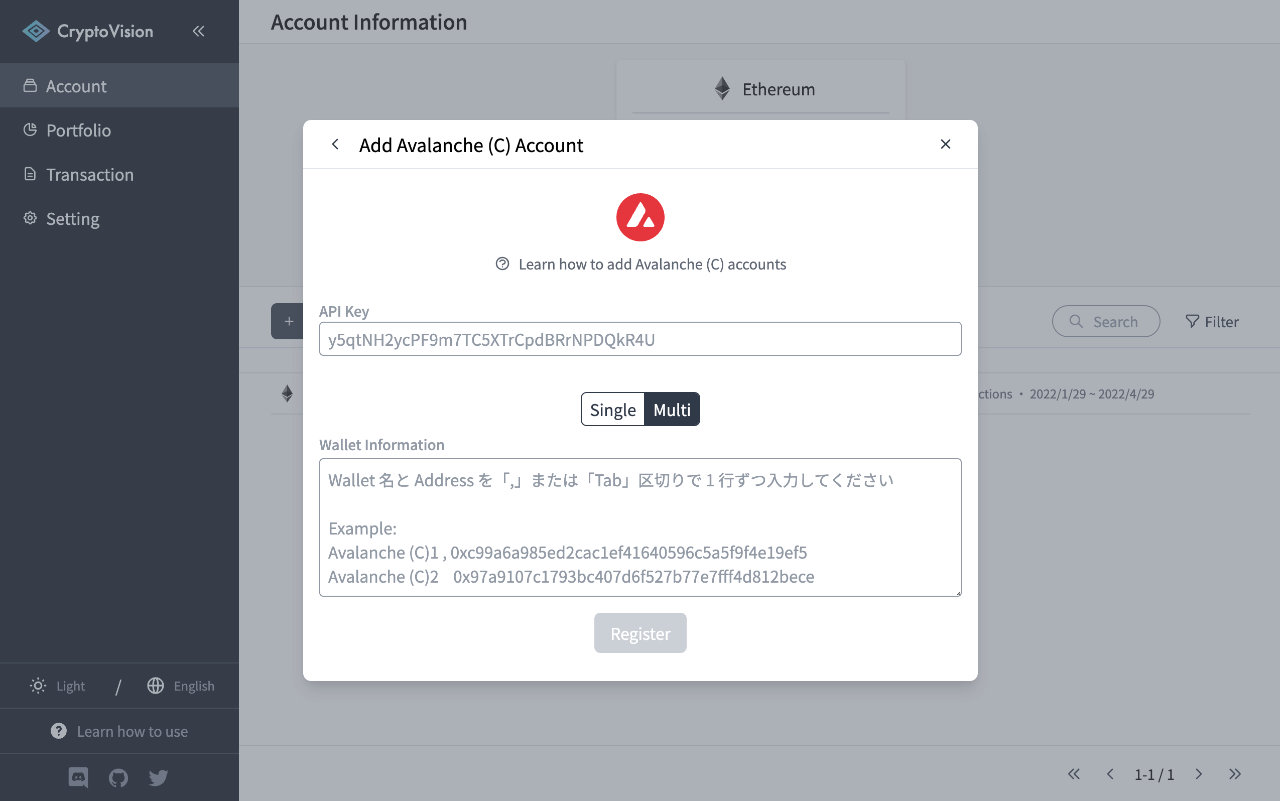 CryptoVision
Account Information
Account
Portfolio
Transaction
Setting
Ethereum
Add Avalanche (C) Account
Learn how to add Avalanche (C) accounts
API Key
y5qtNH2ycPF9m7TC5XTrCpdBRrNPDQkR4U
+
Search
Filter
ctions・2022/1/29 ~ 2022/4/29
Single
Multi
Wallet Information
Wallet 名と Address を「,」または「Tab」区切りで 1 行ずつ入力してください
Example:
Avalanche (C)1 , 0xc99a6a985ed2cac1ef41640596c5a5f9f4e19ef5
Avalanche (C)2 0x97a9107c1793bc407d6f527b77e7fff4d812bece
Register
Light / English
Learn how to use
1-1 / 1